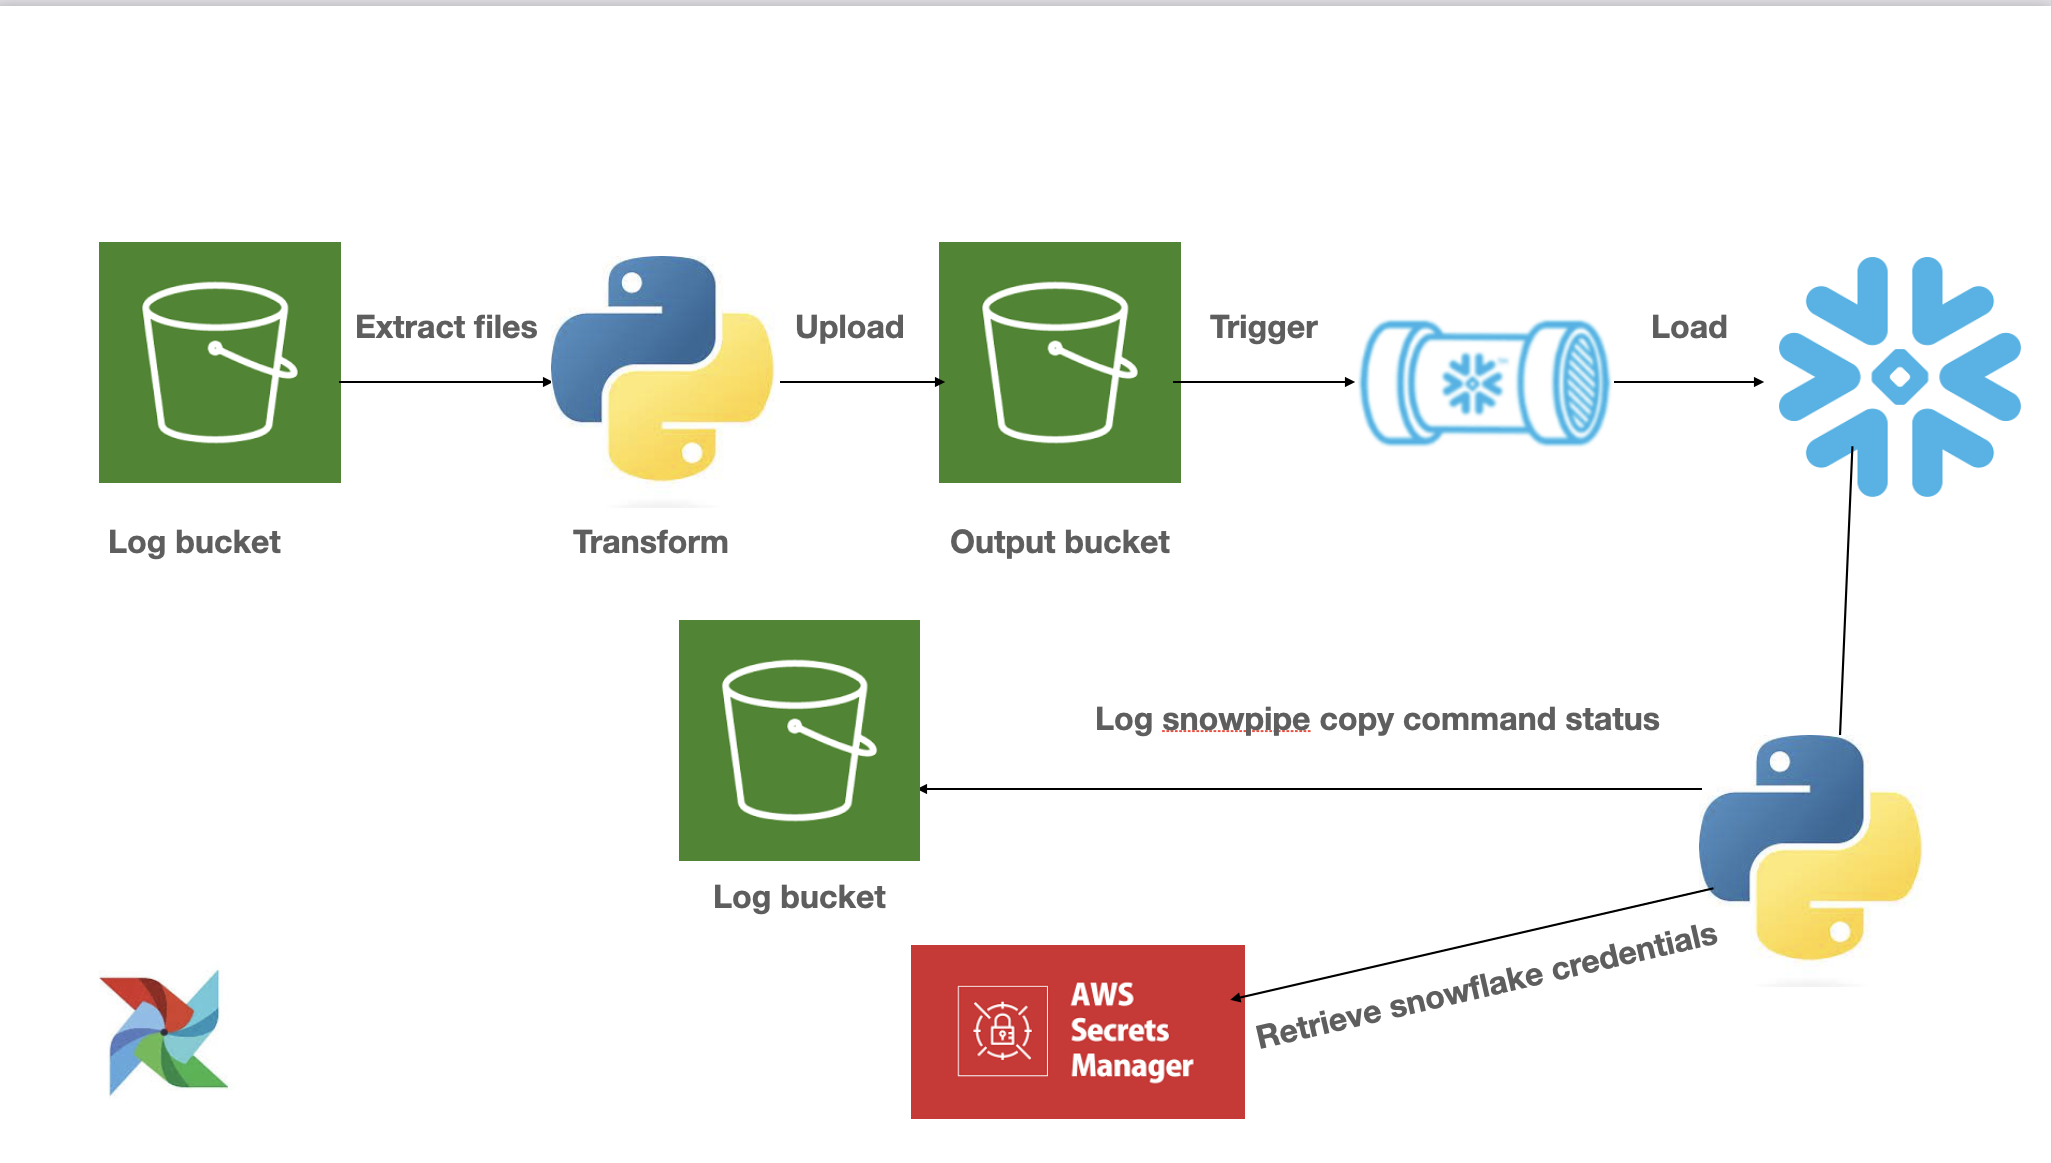 Extract files
Upload
Trigger
Load
Log bucket
Transform
Output bucket
Log snowpipe copy command status
Log bucket
Retrieve snowflake credentials
AWS
Secrets
Manager